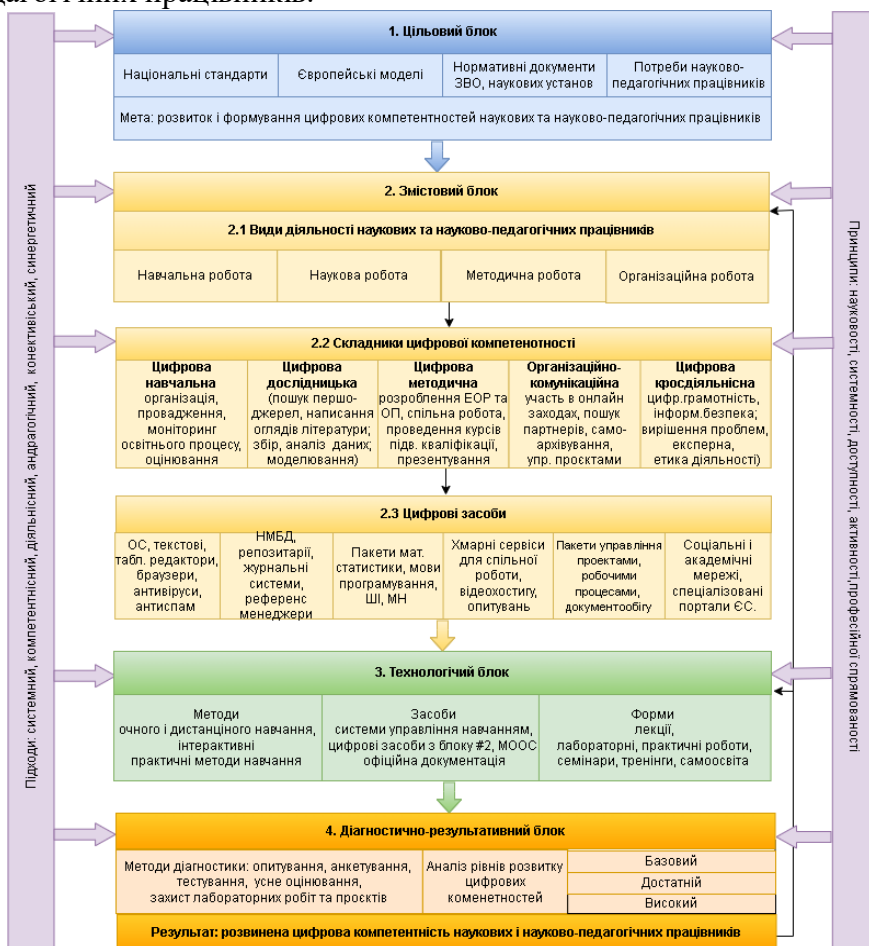 дагогічних працівників.
1. Цільовий блок
Національні стандарти
Європейські моделі
Нормативні документи
ЗВО, наукових установ
Потреби науково-
педагогічних працівників
Мета: розвиток і формування цифрових компетентностей наукових та науково-педагогічних працівників
2. Змістовий блок
2.1 Види діяльності наукових та науково-педагогічних працівників
Навчальна робота
Наукова робота
Методична робота
Організаційна робота
2.2 Складники цифрової компетенотності
Цифрова
навчальна
організація,
провадження,
моніторинг
освітнього процесу,
оцінювання
Цифрова
дослідницька
(пошук першо-
джерел, написання
оглядів літератури;
збір, аналіз даних;
моделювання)
Цифрова
методична
розроблення ЕОР та
ОП, спільна робота,
проведення курсів
підв. кваліфікації,
презентування
Організаційно-
комунікаційна
участь в онлайн
заходах, пошук
партнерів, само-
архівування,
упр. проєктами
Цифрова
кросдіяльнісна
цифр.грамотність,
інформ.безпека;
вирішення проблем,
експерна,
етика діяльності)
2.3 Цифрові засоби
ОС, текстові,
табл. редактори,
браузери,
антивіруси,
антиспам
НМБД,
репозитарії,
журнальні
системи,
референс
менеджери
Пакети мат.
статистики, мови
програмування,
ШІ, МН
Хмарні сервіси
для спільної
роботи,
відеохостигу,
опитувань
Пакети управління
проектами,
робочими
процесами,
документообігу
Соціальні і
академічні
мережі,
спеціалізовані
портали ЄС.
3. Технологічий блок
Методи
очного і дистанціного навчання,
інтерактивні
практичні методи навчання
Засоби
системи управління навчанням,
цифрові засоби з блоку #2, МООС
офіційна документація
Форми
лекції,
лабораторні, практичні роботи,
семінари, тренінги, самоосвіта
4. Діагностично-результативний блок
Методи діагностики: опитування, анкетування,
тестування, усне оцінювання,
захист лабораторних робіт та проєктів
Аналіз рівнів розвитку
цифрових
коменетностей
Базовий
Достатній
Високий
Результат: розвинена цифрова компетентність наукових і науково-педагогічних працівників
Підходи: системний, компетентнісний, діяльнісний, андрагогічний, конективіський, синергетичний
Принципи: науковості, системності, доступності, активності,професійної спрямованості